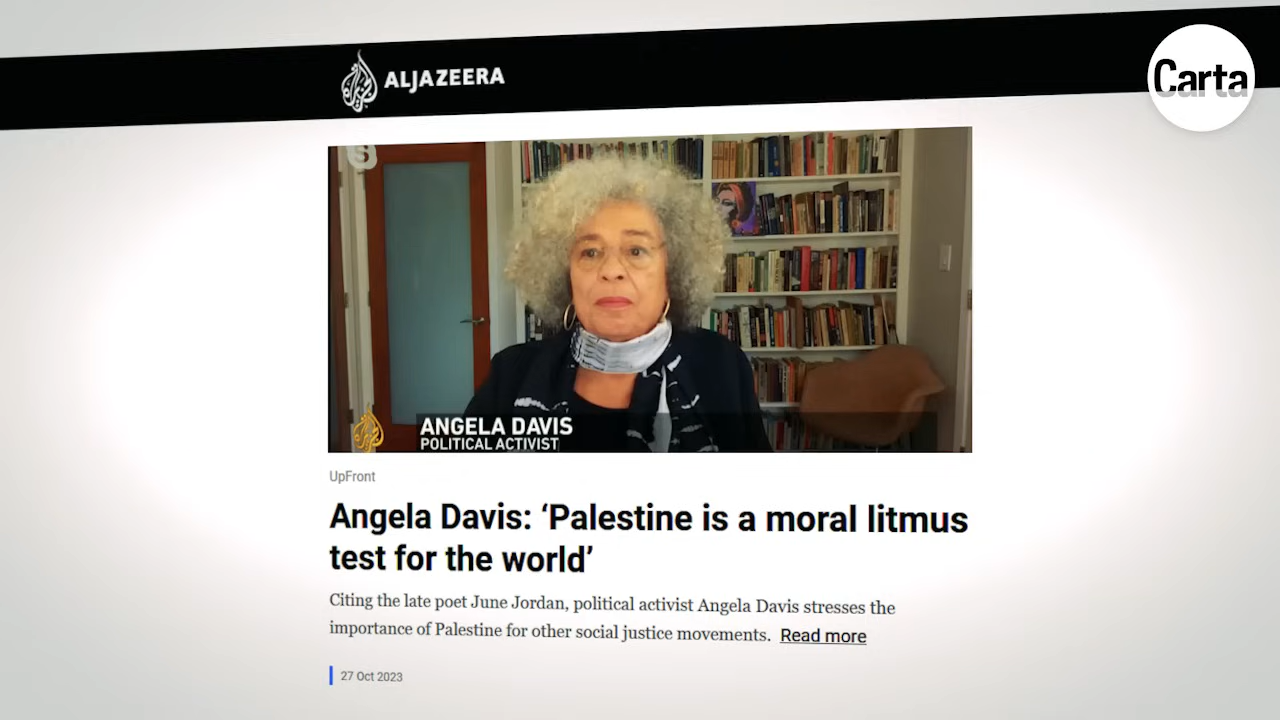 ALJAZEERA
Carta
ANGELA DAVIS
POLITICAL ACTIVIST
UpFront
Angela Davis: ‘Palestine is a moral litmus
test for the world’
Citing the late poet June Jordan, political activist Angela Davis stresses the
importance of Palestine for other social justice movements. Read more
27 Oct 2023